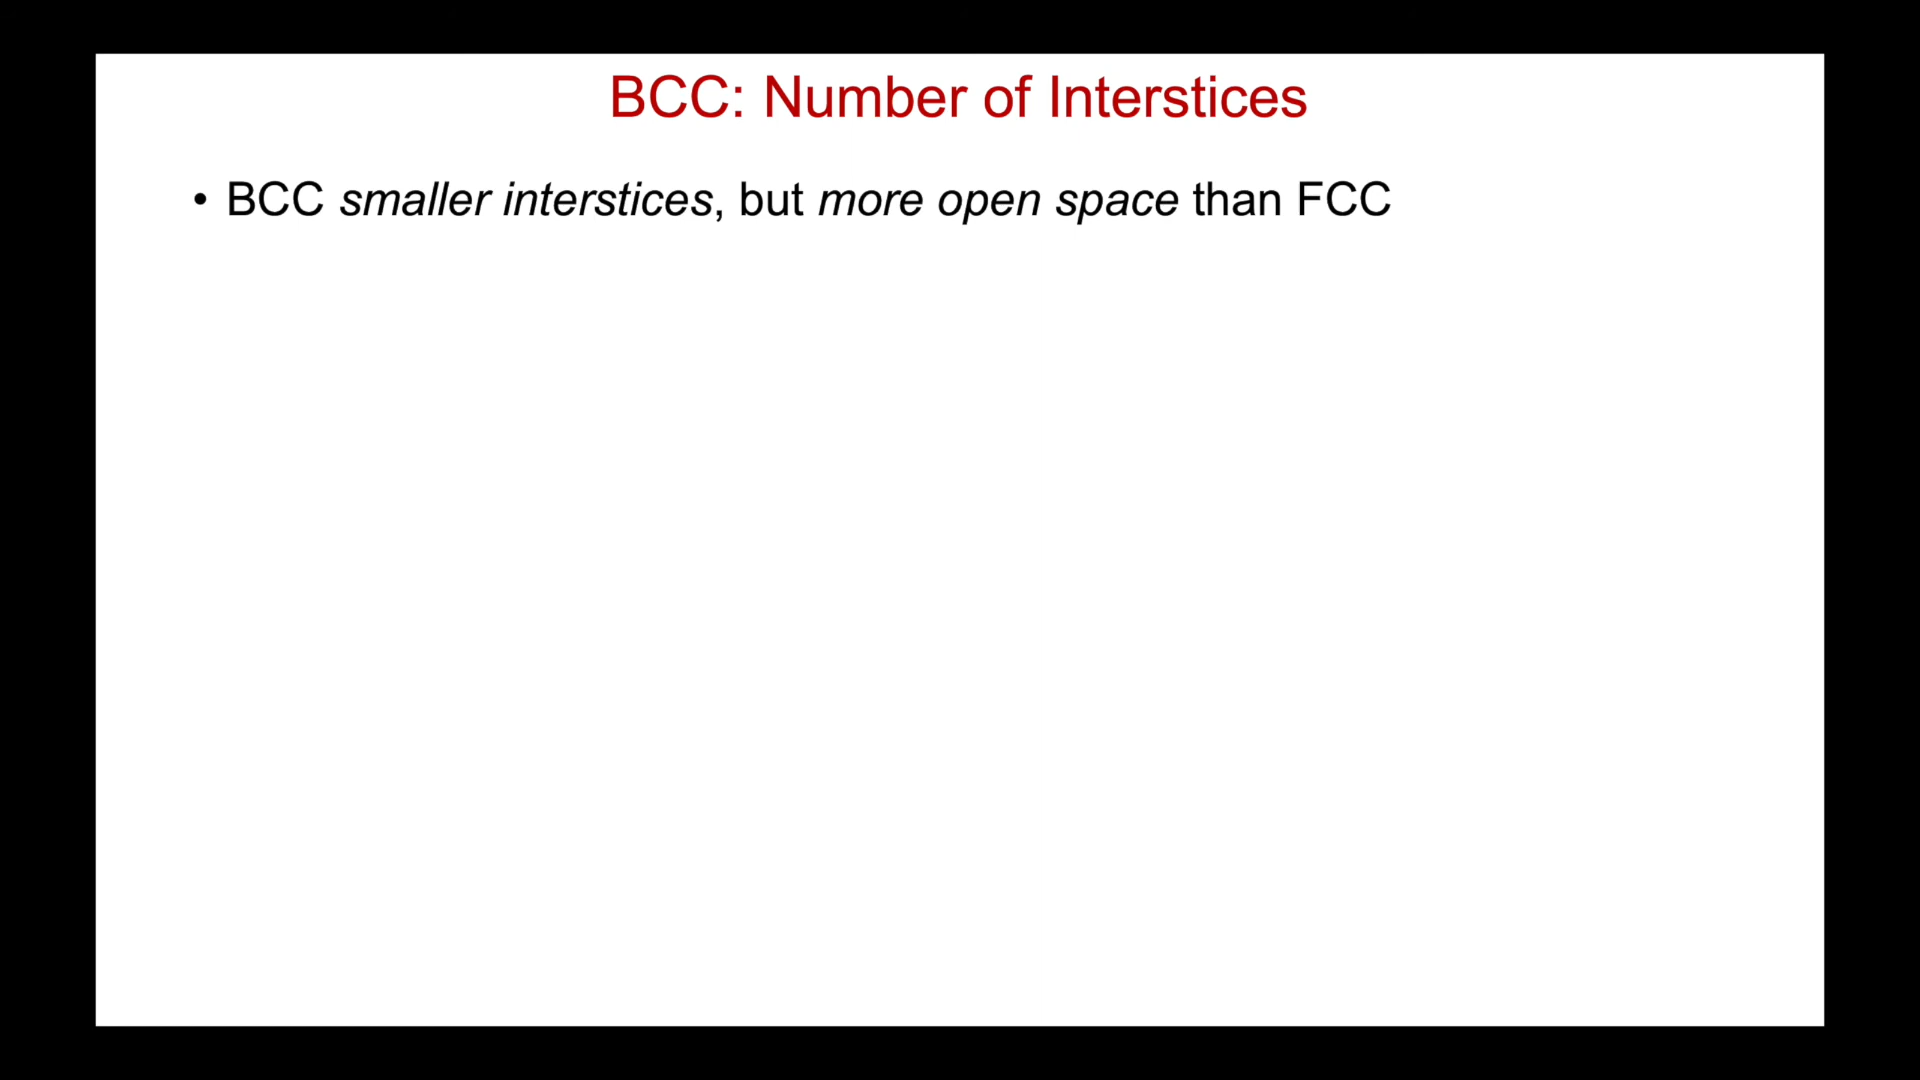 BCC: Number of Interstices
• BCC smaller interstices, but more open space than FCC